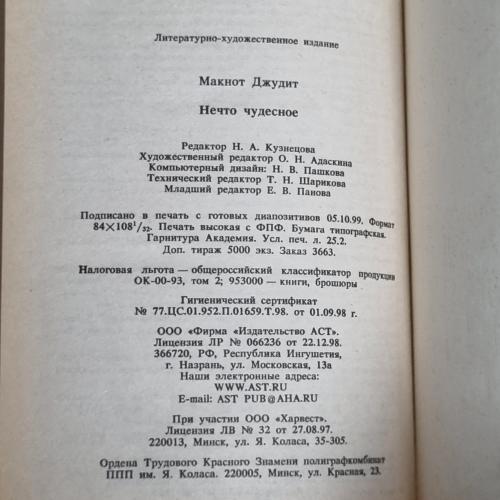 Литературно-художественное издание
Макнот Джудит
Нечто чудесное
Редактор Н. А. Кузнецова
Художественный редактор О. Н. Адаскина
Компьютерный дизайн: Н. В. Пашкова
Технический редактор Т. Н. Шарикова
Младший редактор Е. В. Панова
Подписано в печать с готовых диапозитивов 05.10.99. Формат
84×108¹/₃₂. Печать высокая с ФПФ. Бумага типографская.
Гарнитура Академия. Усл. печ. л. 25.2.
Доп. тираж 5000 экз. Заказ 3663.
Налоговая льгота — общероссийский классификатор продукции
ОК-00-93, том 2; 953000 — книги, брошюры
Гигиенический сертификат
№ 77.ЦС.01.952.П.01659.Т.98. от 01.09.98 г.
ООО «Фирма «Издательство АСТ».
Лицензия ЛР № 066236 от 22.12.98.
366720, РФ, Республика Ингушетия,
г. Назрань, ул. Московская, 13а
Наши электронные адреса:
WWW.AST.RU
E-mail: AST PUB@AHA.RU
При участии ООО «Харвест».
Лицензия ЛВ № 32 от 27.08.97.
220013, Минск, ул. Я. Коласа, 35-305.
Ордена Трудового Красного Знамени полиграфкомбинат
ППП им. Я. Коласа. 220005, Минск, ул. Красная, 23.